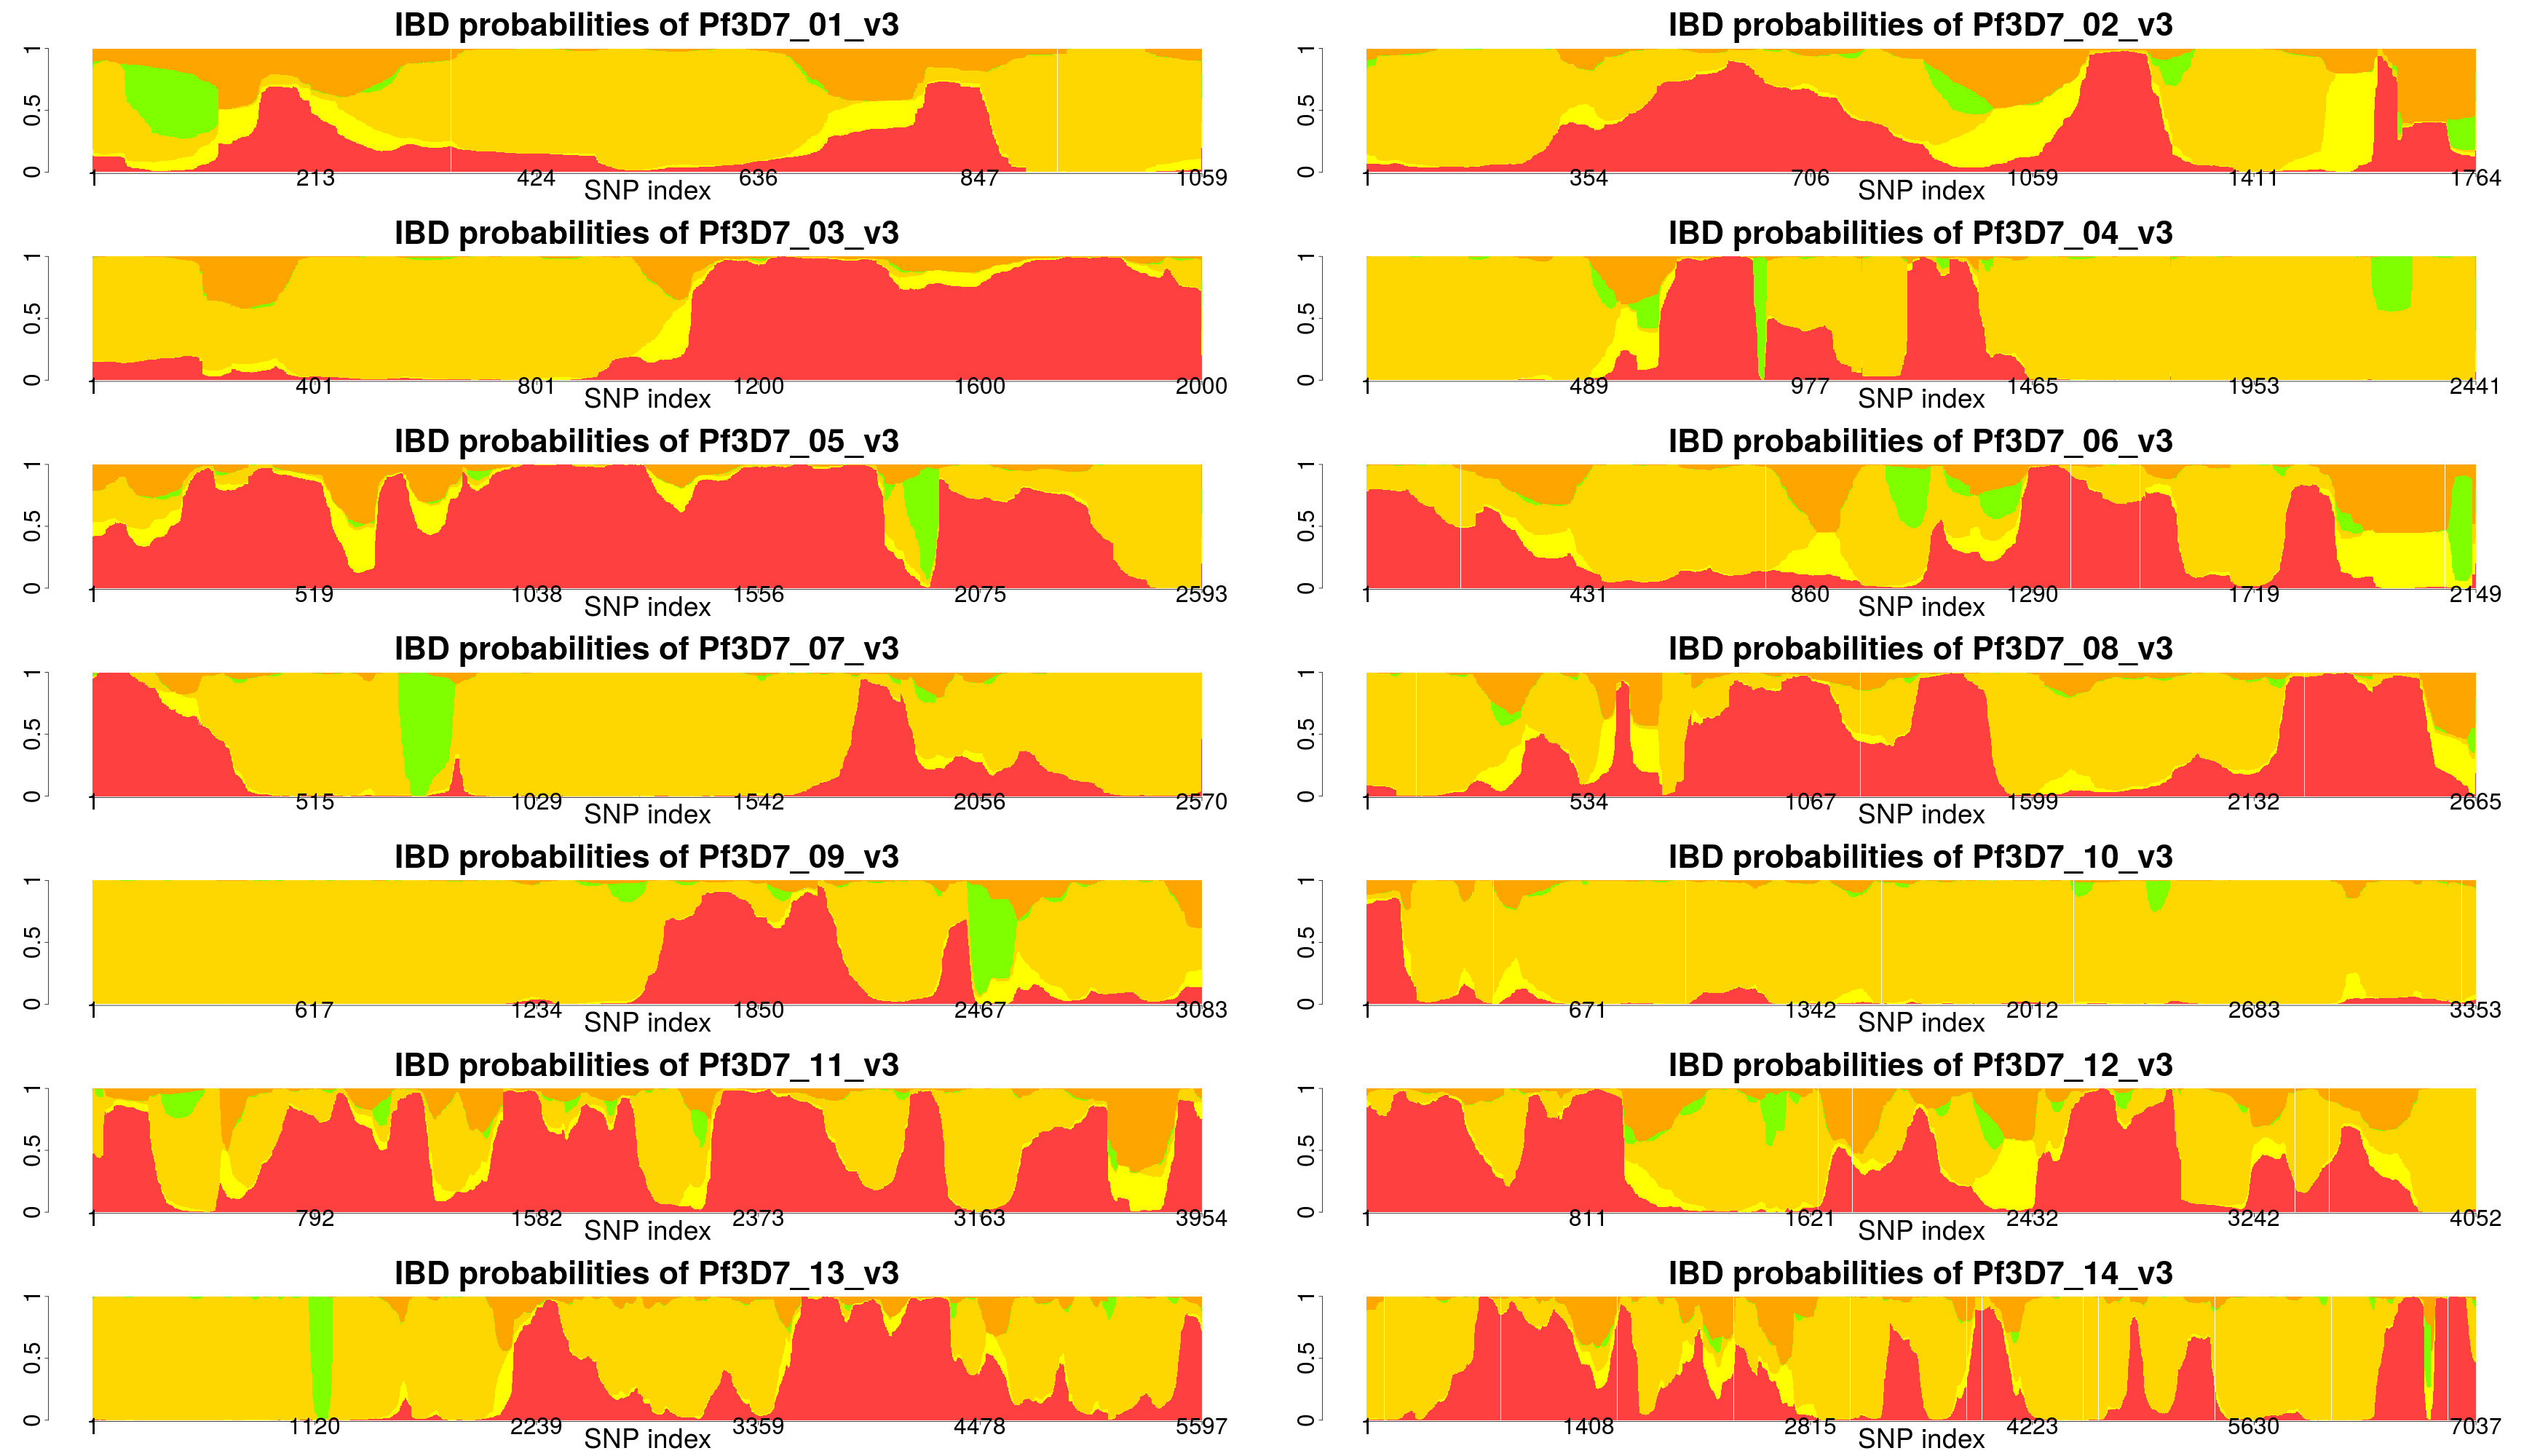 IBD probabilities of Pf3D7_01_v3
0 0.5 1
1 213 424 636 847 1059
SNP index
IBD probabilities of Pf3D7_02_v3
0 0.5 1
1 354 706 1059 1411 1764
SNP index
IBD probabilities of Pf3D7_03_v3
0 0.5 1
1 401 801 1200 1600 2000
SNP index
IBD probabilities of Pf3D7_04_v3
0 0.5 1
1 489 977 1465 1953 2441
SNP index
IBD probabilities of Pf3D7_05_v3
0 0.5 1
1 519 1038 1556 2075 2593
SNP index
IBD probabilities of Pf3D7_06_v3
0 0.5 1
1 431 860 1290 1719 2149
SNP index
IBD probabilities of Pf3D7_07_v3
0 0.5 1
1 515 1029 1542 2056 2570
SNP index
IBD probabilities of Pf3D7_08_v3
0 0.5 1
1 534 1067 1599 2132 2665
SNP index
IBD probabilities of Pf3D7_09_v3
0 0.5 1
1 617 1234 1850 2467 3083
SNP index
IBD probabilities of Pf3D7_10_v3
0 0.5 1
1 671 1342 2012 2683 3353
SNP index
IBD probabilities of Pf3D7_11_v3
0 0.5 1
1 792 1582 2373 3163 3954
SNP index
IBD probabilities of Pf3D7_12_v3
0 0.5 1
1 811 1621 2432 3242 4052
SNP index
IBD probabilities of Pf3D7_13_v3
0 0.5 1
1 1120 2239 3359 4478 5597
SNP index
IBD probabilities of Pf3D7_14_v3
0 0.5 1
1 1408 2815 4223 5630 7037
SNP index